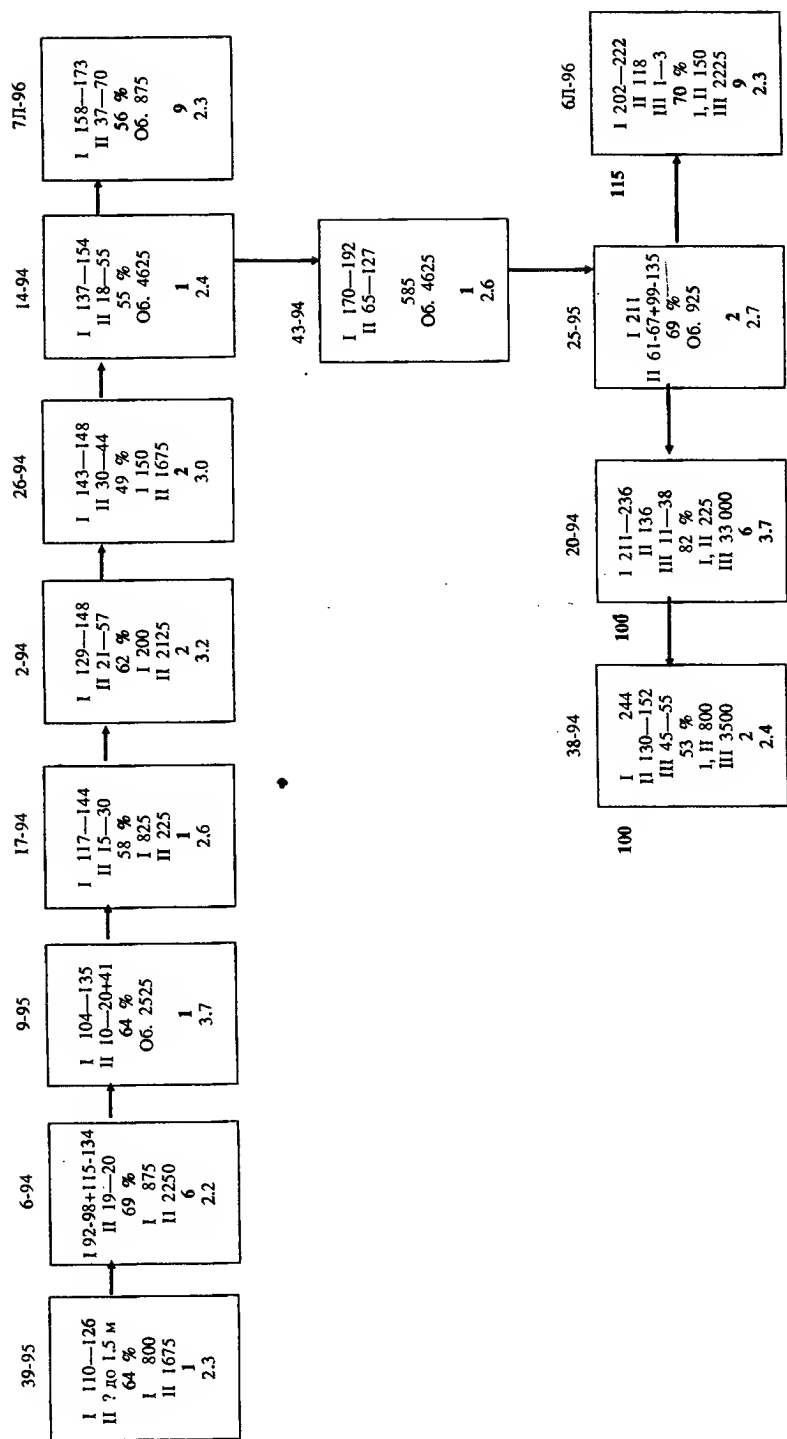 39-95
I 110—126
II ? до 1.5 м
64 %
I 800
II 1675
1
2.3
6-94
I 92-98+115-134
II 19—20
69 %
I 875
II 2250
6
2.2
9-95
I 104—135
II 10—20+41
64 %
Об. 2525
1
3.7
17-94
I 117—144
II 15—30
58 %
I 825
II 225
1
2.6
2-94
I 129—148
II 21—57
62 %
I 200
II 2125
2
3.2
26-94
I 143—148
II 30—44
49 %
I 150
II 1675
2
3.0
14-94
I 137—154
II 18—55
55 %
Об. 4625
1
2.4
7Л-96
I 158—173
II 37—70
56 %
Об. 875
9
2.3
43-94
I 170—192
II 65—127
585
Об. 4625
1
2.6
38-94
100
I 244
II 130—152
III 45—55
53 %
I, II 800
III 3500
2
2.4
20-94
100
I 211—236
II 136
III 11—38
82 %
I, II 225
III 33 000
6
3.7
25-95
I 211
II 61-67+99-135
69 %
Об. 925
2
2.7
6Л-96
115
I 202—222
II 118
III 1—3
70 %
I, II 150
III 2225
9
2.3